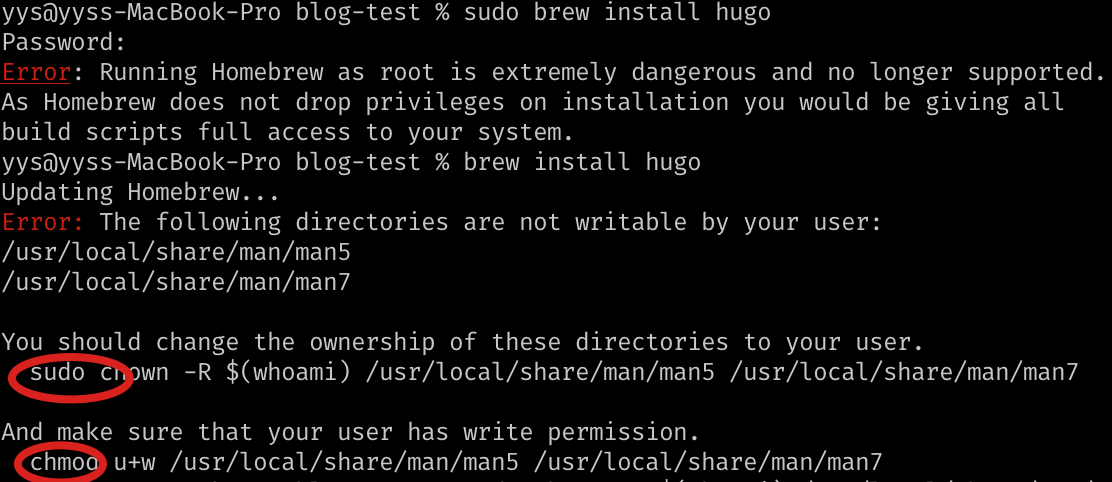 yys@yyss-MacBook-Pro blog-test % sudo brew install hugo
Password:
Error: Running Homebrew as root is extremely dangerous and no longer supported.
As Homebrew does not drop privileges on installation you would be giving all
build scripts full access to your system.
yys@yyss-MacBook-Pro blog-test % brew install hugo
Updating Homebrew...
Error: The following directories are not writable by your user:
/usr/local/share/man/man5
/usr/local/share/man/man7
You should change the ownership of these directories to your user.
sudo chown -R $(whoami) /usr/local/share/man/man5 /usr/local/share/man/man7
And make sure that your user has write permission.
chmod u+w /usr/local/share/man/man5 /usr/local/share/man/man7